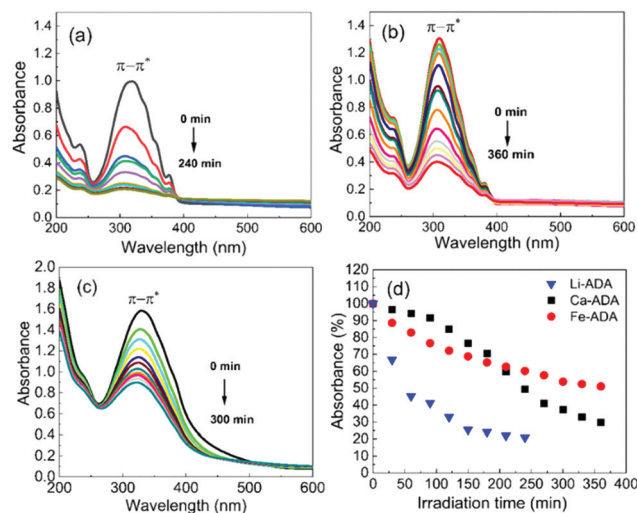 (a)
π–π*
0 min
240 min
Absorbance
1.4
1.2
1.0
0.8
0.6
0.4
0.2
0.0
200 300 400 500 600
Wavelength (nm)
(b)
π–π*
0 min
360 min
Absorbance
1.4
1.2
1.0
0.8
0.6
0.4
0.2
0.0
200 300 400 500 600
Wavelength (nm)
(c)
π–π*
0 min
300 min
Absorbance
2.0
1.8
1.6
1.4
1.2
1.0
0.8
0.6
0.4
0.2
0.0
200 300 400 500 600
Wavelength (nm)
(d)
Li-ADA
Ca-ADA
Fe-ADA
Absorbance (%)
120
110
100
90
80
70
60
50
40
30
20
10
0
0 50 100 150 200 250 300 350 400
Irradiation time (min)